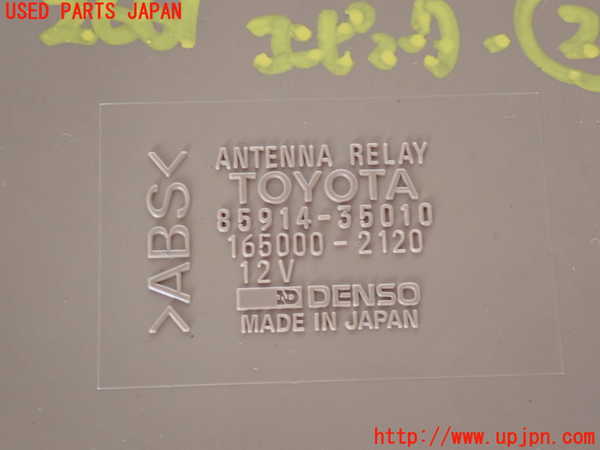 USED PARTS JAPAN
ANTENNA RELAY
TOYOTA
85914-35010
165000-2120
12V
ND DENSO
MADE IN JAPAN
>ABS<
http://www.upjpn.com/